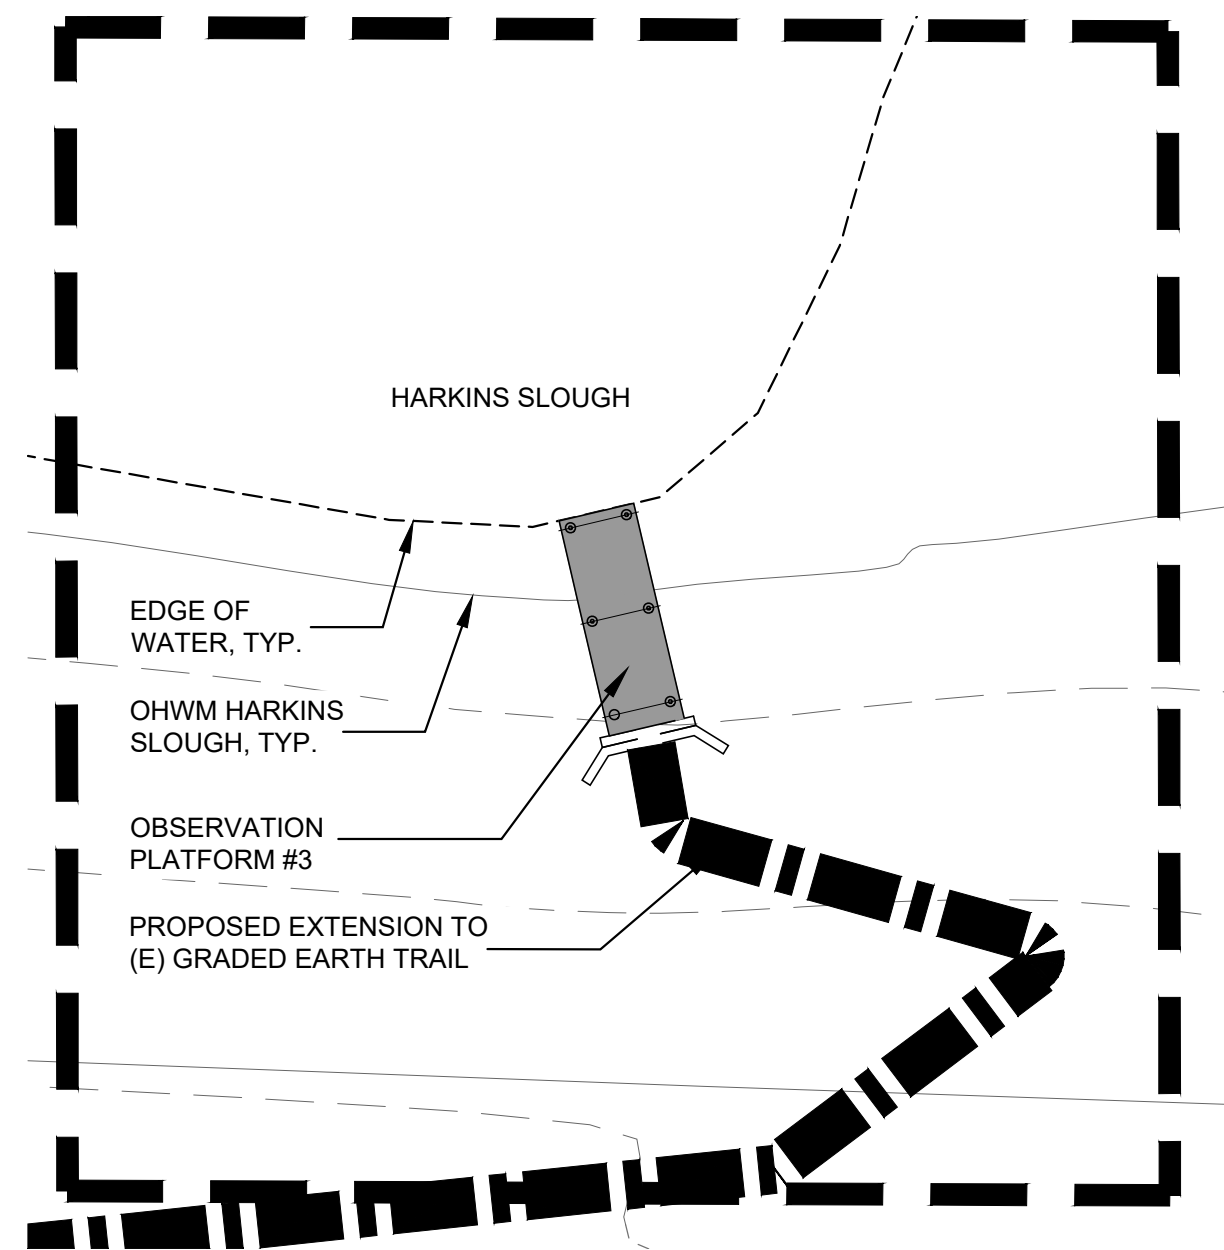 HARKINS SLOUGH
EDGE OF
WATER, TYP.
OHWM HARKINS
SLOUGH, TYP.
OBSERVATION
PLATFORM #3
PROPOSED EXTENSION TO
(E) GRADED EARTH TRAIL